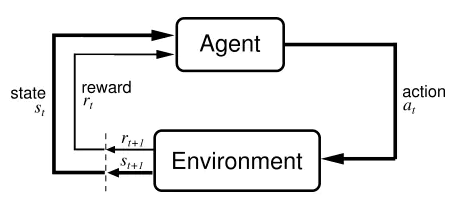 Agent
state
s_t
reward
r_t
action
a_t
r_{t+1}
s_{t+1}
Environment